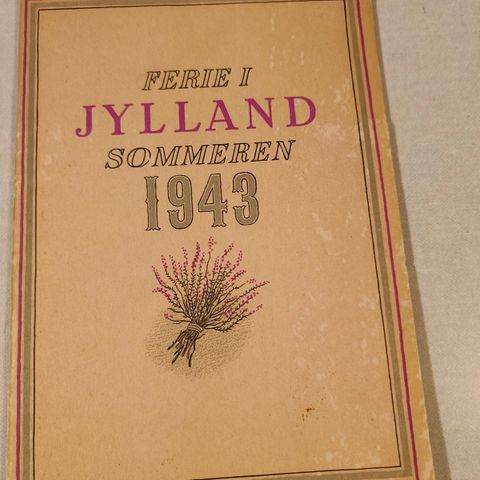 FERIE I
JYLLAND
SOMMEREN
1943